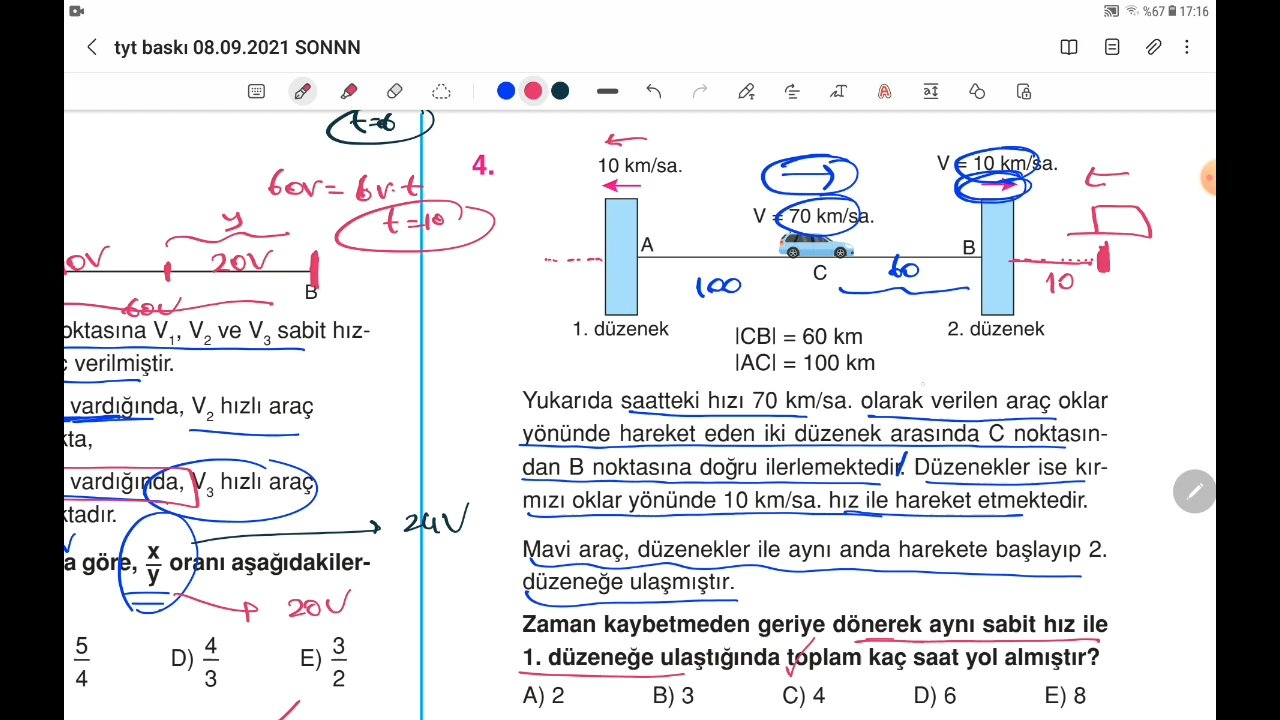 %67 17:16
tyt baskı 08.09.2021 SONNN
t=6
60V = 6V.t
t=10
y
0V
20V
60V
B
oktasına V₁, V₂ ve V₃ sabit hız-
ç verilmiştir.
vardığında, V₂ hızlı araç
kta,
vardığında, V₃ hızlı araç
ktadır.
24V
a göre, x/y oranı aşağıdakiler-
20V
5/4 D) 4/3 E) 3/2
4.
10 km/sa.
V = 10 km/sa.
V = 70 km/sa.
A
B
C
100
60
10
1. düzenek
2. düzenek
|CB| = 60 km
|AC| = 100 km
Yukarıda saatteki hızı 70 km/sa. olarak verilen araç oklar
yönünde hareket eden iki düzenek arasında C noktasın-
dan B noktasına doğru ilerlemektedir. Düzenekler ise kır-
mızı oklar yönünde 10 km/sa. hız ile hareket etmektedir.
Mavi araç, düzenekler ile aynı anda harekete başlayıp 2.
düzeneğe ulaşmıştır.
Zaman kaybetmeden geriye dönerek aynı sabit hız ile
1. düzeneğe ulaştığında toplam kaç saat yol almıştır?
A) 2 B) 3 C) 4 D) 6 E) 8